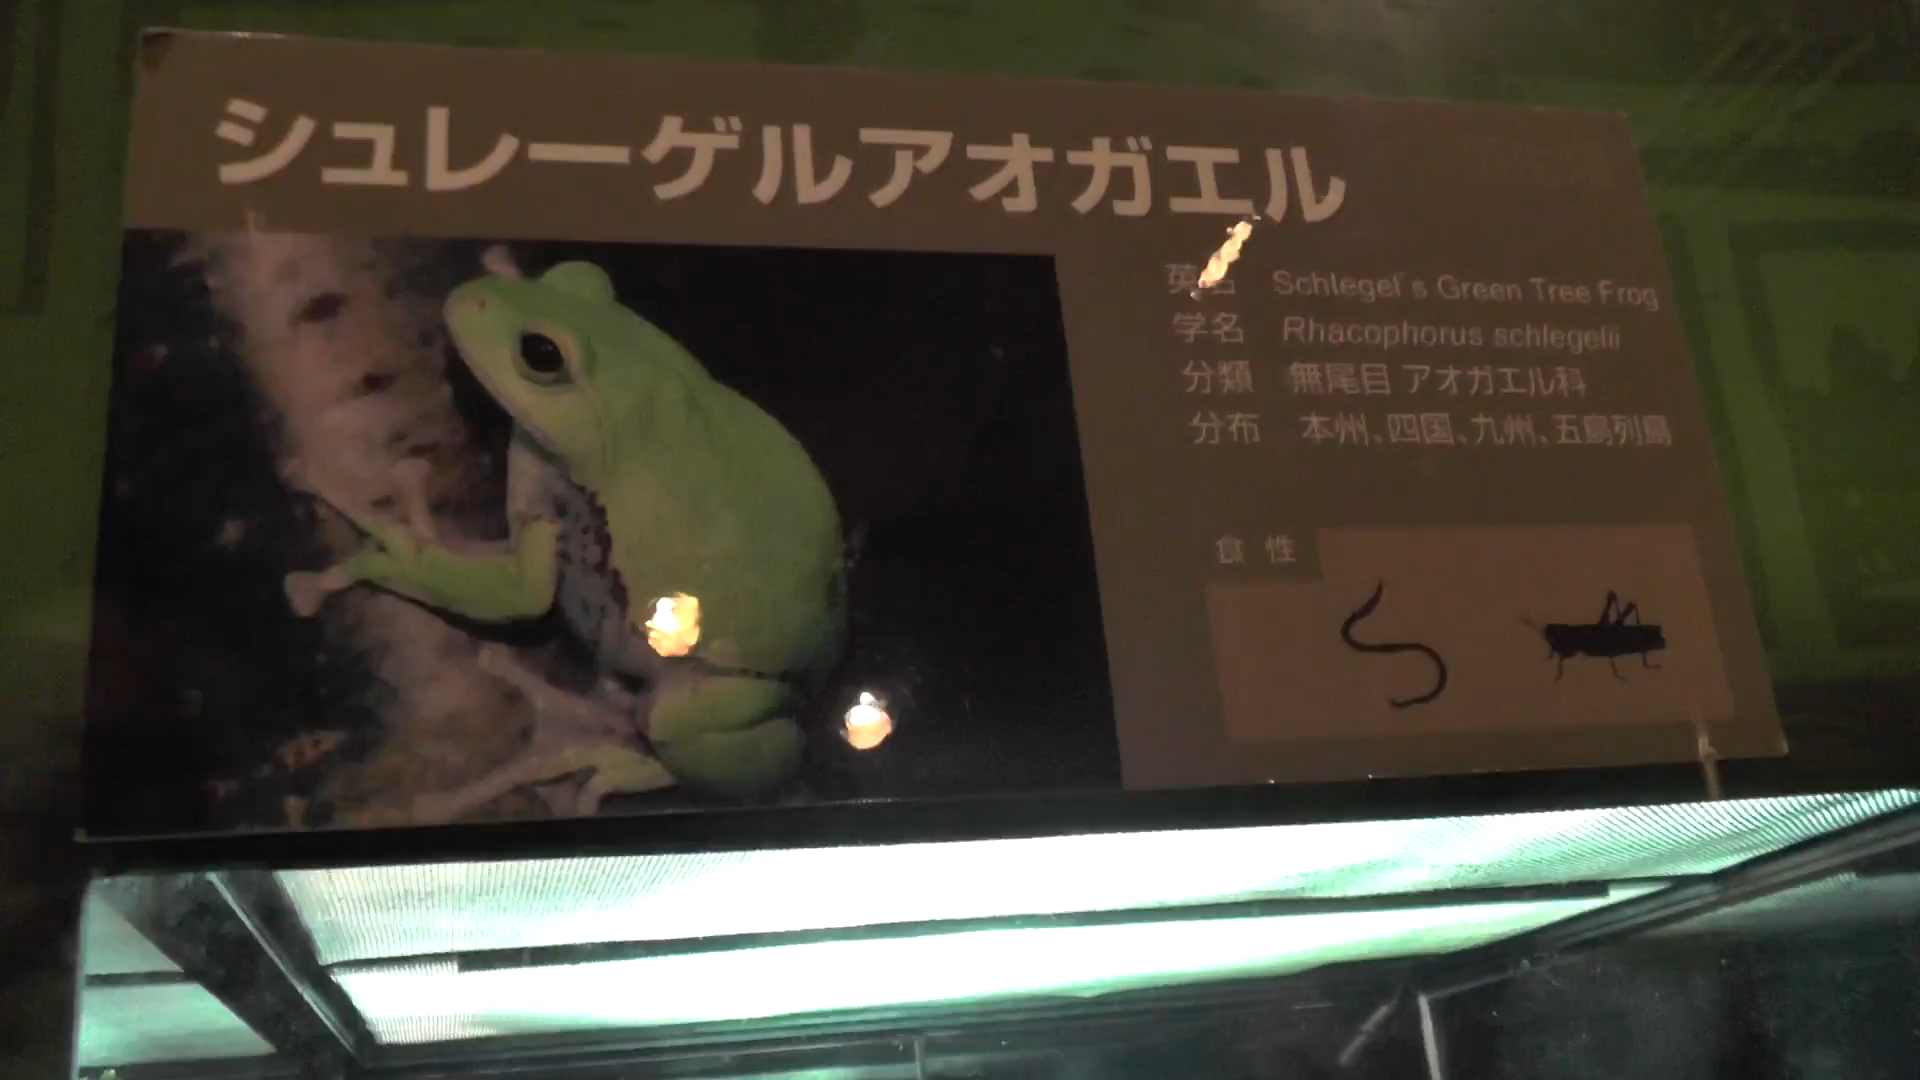 シュレーゲルアオガエル
英名 Schlegel's Green Tree Frog
学名 Rhacophorus schlegelii
分類 無尾目 アオガエル科
分布 本州、四国、九州、五島列島
食性